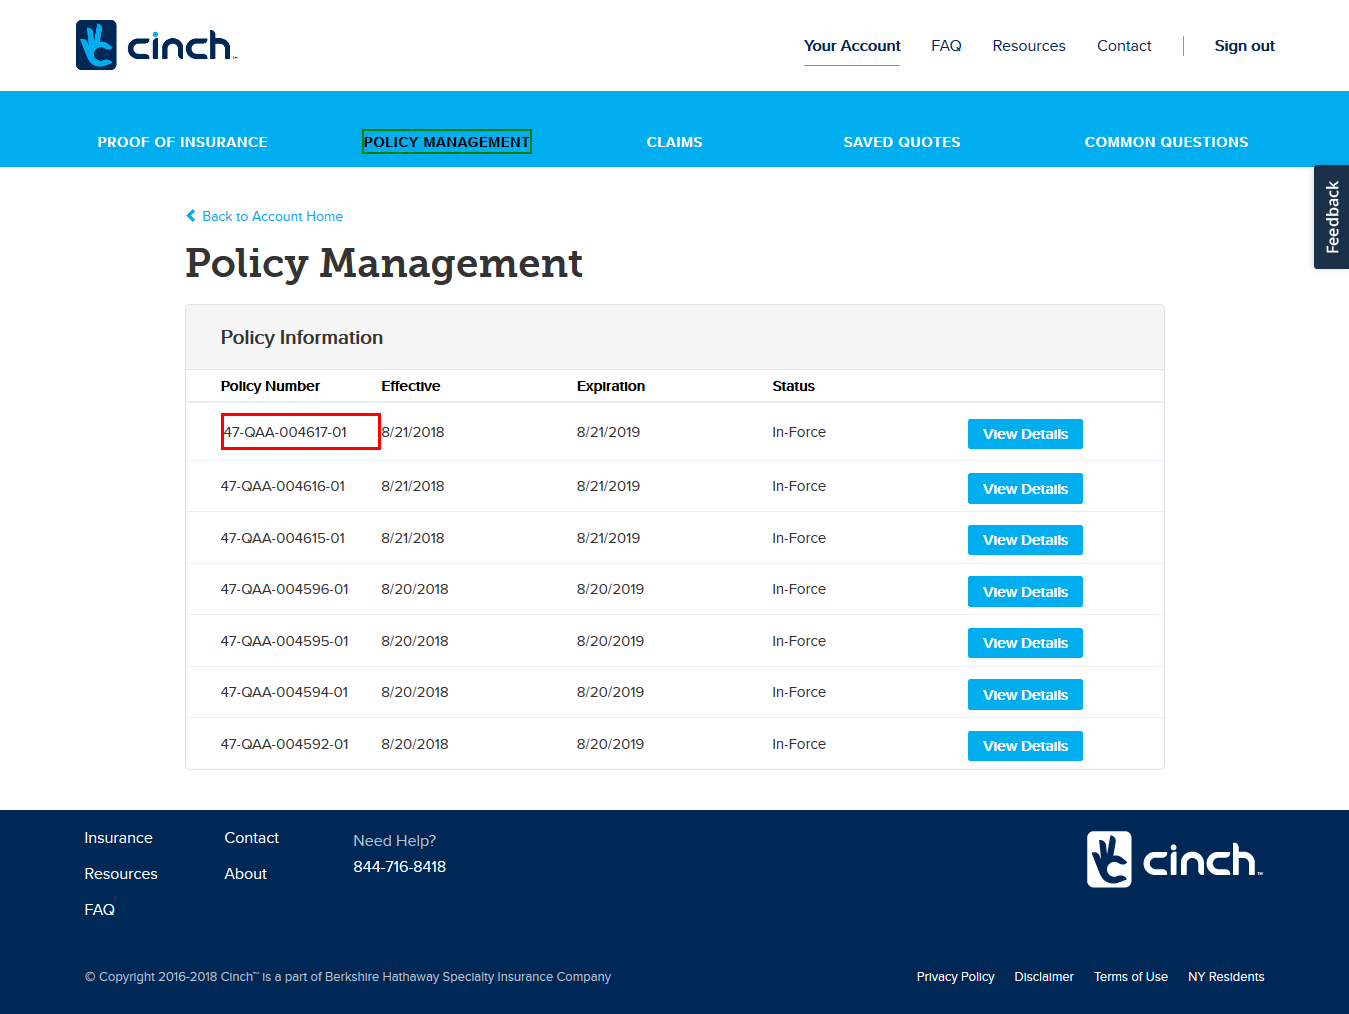 cinch™
Your Account FAQ Resources Contact Sign out
PROOF OF INSURANCE POLICY MANAGEMENT CLAIMS SAVED QUOTES COMMON QUESTIONS
Feedback
Back to Account Home
Policy Management
Policy Information
Policy Number Effective Expiration Status
47-QAA-004617-01 8/21/2018 8/21/2019 In-Force View Details
47-QAA-004616-01 8/21/2018 8/21/2019 In-Force View Details
47-QAA-004615-01 8/21/2018 8/21/2019 In-Force View Details
47-QAA-004596-01 8/20/2018 8/20/2019 In-Force View Details
47-QAA-004595-01 8/20/2018 8/20/2019 In-Force View Details
47-QAA-004594-01 8/20/2018 8/20/2019 In-Force View Details
47-QAA-004592-01 8/20/2018 8/20/2019 In-Force View Details
Insurance Contact Need Help?
844-716-8418
Resources About
FAQ
cinch™
© Copyright 2016-2018 Cinch™ is a part of Berkshire Hathaway Specialty Insurance Company
Privacy Policy Disclaimer Terms of Use NY Residents